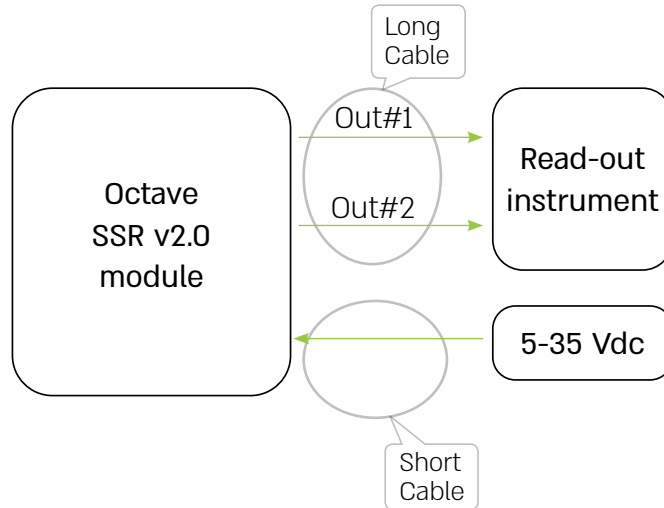 Long
Cable
Out#1
Out#2
Octave
SSR v2.0
module
Read-out
instrument
5-35 Vdc
Short
Cable